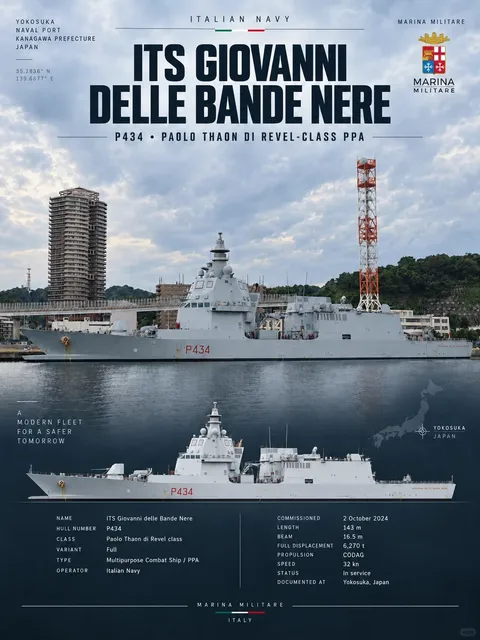 YOKOSUKA
NAVAL PORT
KANAGAWA PREFECTURE
JAPAN
ITALIAN NAVY
MARINA MILITARE
MARINA
MILITARE
ITS GIOVANNI
DELLE BANDE NERE
P434 • PAOLO THAON DI REVEL-CLASS PPA
P434
A
MODERN FLEET
FOR A SAFER
TOMORROW
YOKOSUKA
JAPAN
P434
NAME ITS Giovanni delle Bande Nere
HULL NUMBER P434
CLASS Paolo Thaon di Revel class
VARIANT Full
TYPE Multipurpose Combat Ship / PPA
OPERATOR Italian Navy
COMMISSIONED 2 October 2024
LENGTH 143 m
BEAM 16.5 m
FULL DISPLACEMENT 6,270 t
PROPULSION CODAG
SPEED 32 kn
STATUS In service
DOCUMENTED AT Yokosuka, Japan
MARINA MILITARE
ITALY